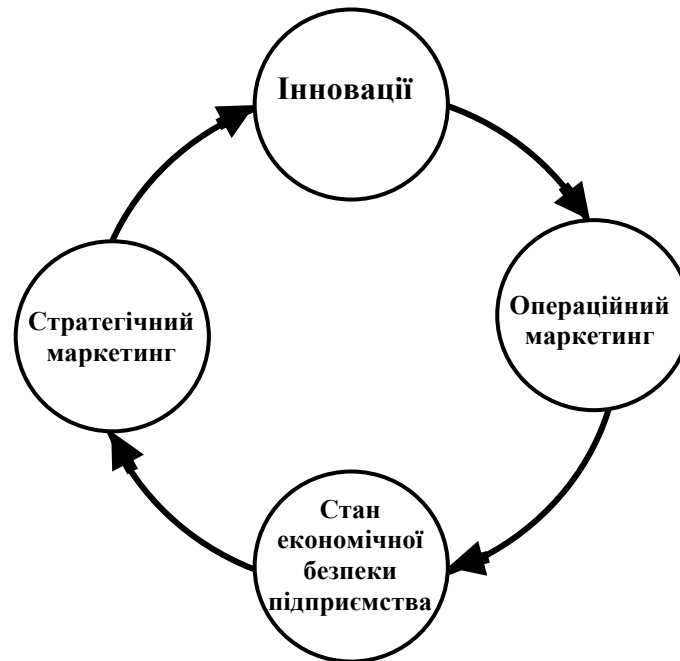 Інновації
Операційний
маркетинг
Стратегічний
маркетинг
Стан
економічної
безпеки
підприємства